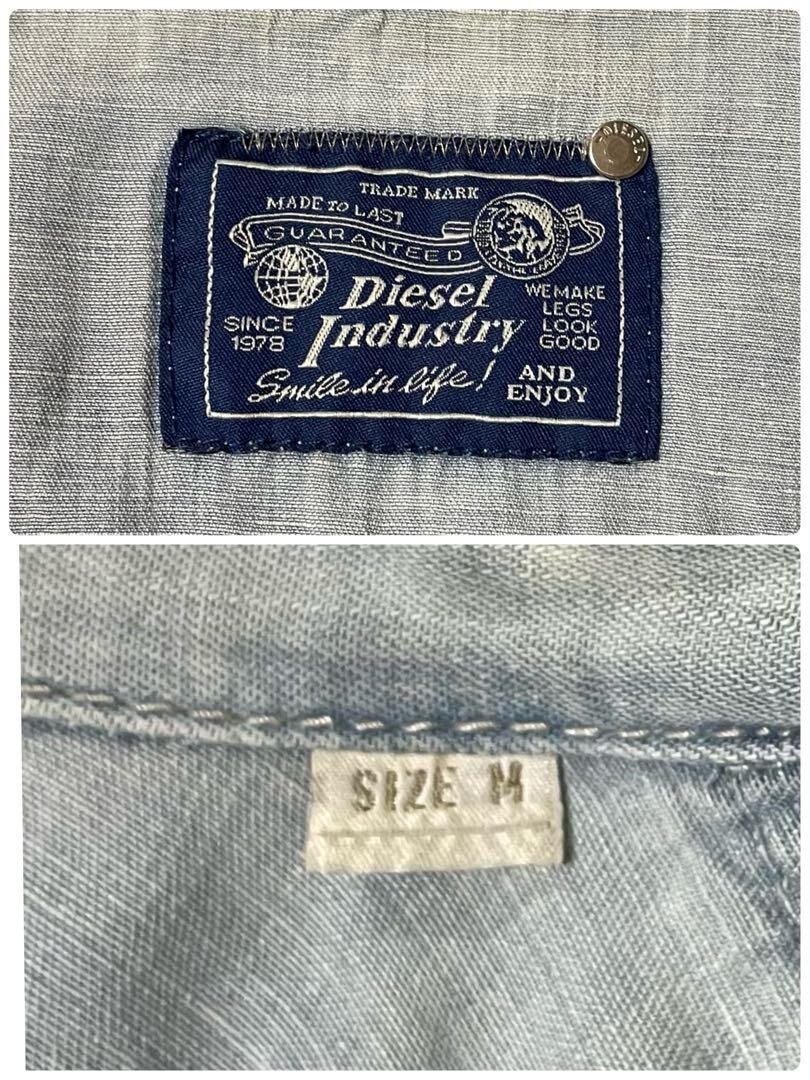 DIESEL
TRADE MARK
MADE TO LAST
GUARANTEED
Diesel
Industry
SINCE
1978
WE MAKE
LEGS
LOOK
GOOD
AND
ENJOY
Smile in life!
SIZE M